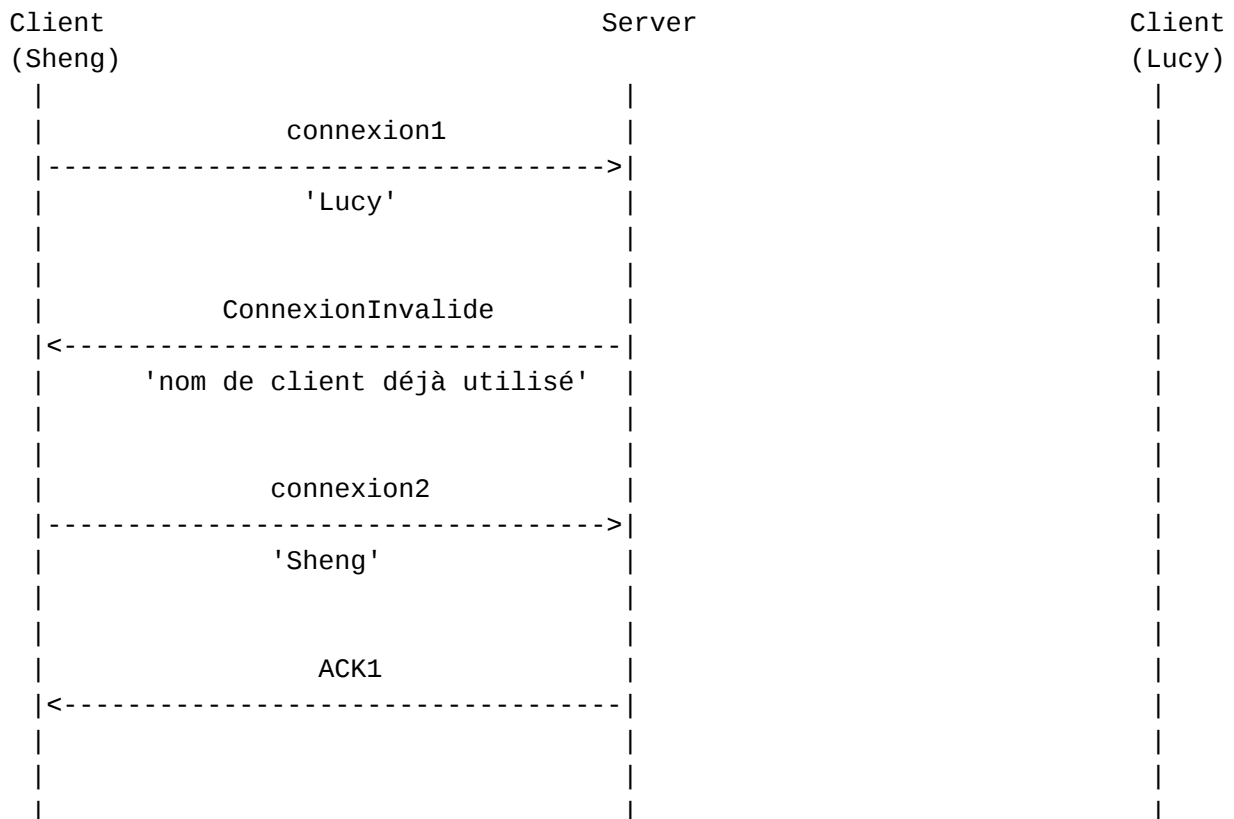 Client Server Client
(Sheng) (Lucy)
connexion1
'Lucy'
ConnexionInvalide
'nom de client déjà utilisé'
connexion2
'Sheng'
ACK1